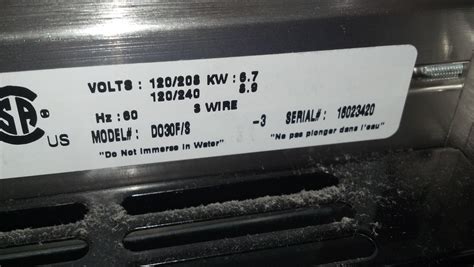 VOLTS : 120/208 KW : 6.7
120/240 8.9
Hz : 60 3 WIRE
US MODEL#: DO30F/S -3 SERIAL#: 16023420
"Do Not Immerse in Water" "Ne pas plonger dans l'eau"